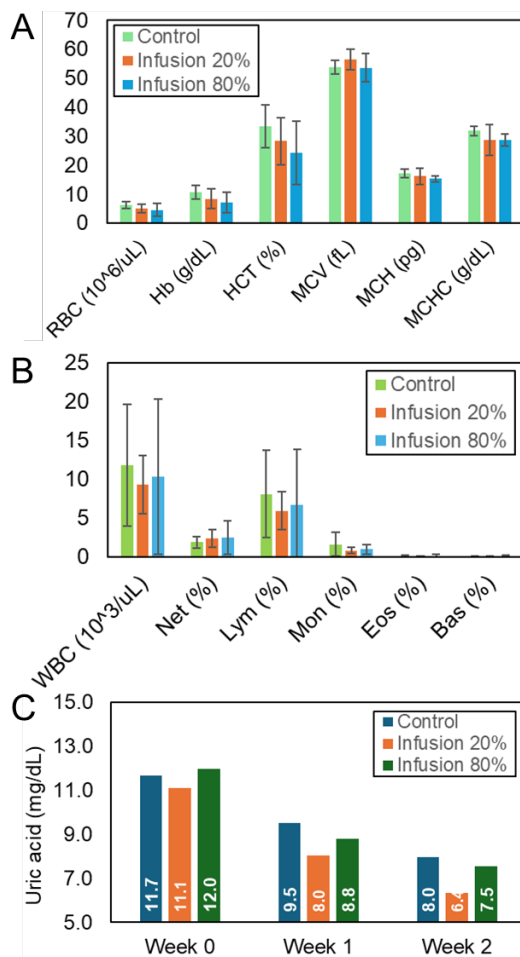 A
70
60
50
40
30
20
10
0
Control
Infusion 20%
Infusion 80%
RBC (10^6/uL)
Hb (g/dL)
HCT (%)
MCV (fL)
MCH (pg)
MCHC (g/dL)
B
25
20
15
10
5
0
Control
Infusion 20%
Infusion 80%
WBC (10^3/uL)
Net (%)
Lym (%)
Mon (%)
Eos (%)
Bas (%)
C
Uric acid (mg/dL)
15.0
13.0
11.0
9.0
7.0
5.0
Control
Infusion 20%
Infusion 80%
11.7
11.1
12.0
9.5
8.0
8.8
8.0
6.4
7.5
Week 0
Week 1
Week 2